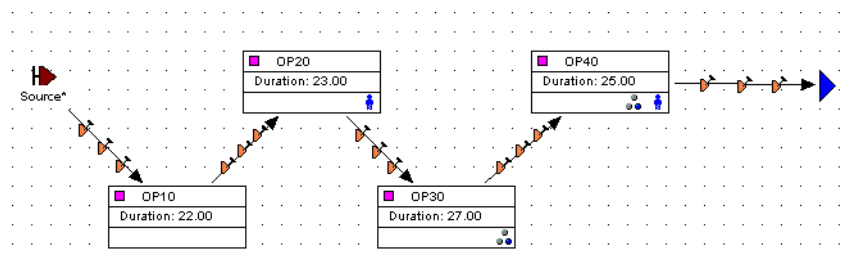 Source*
OP10
Duration: 22.00
OP20
Duration: 23.00
OP30
Duration: 27.00
OP40
Duration: 25.00